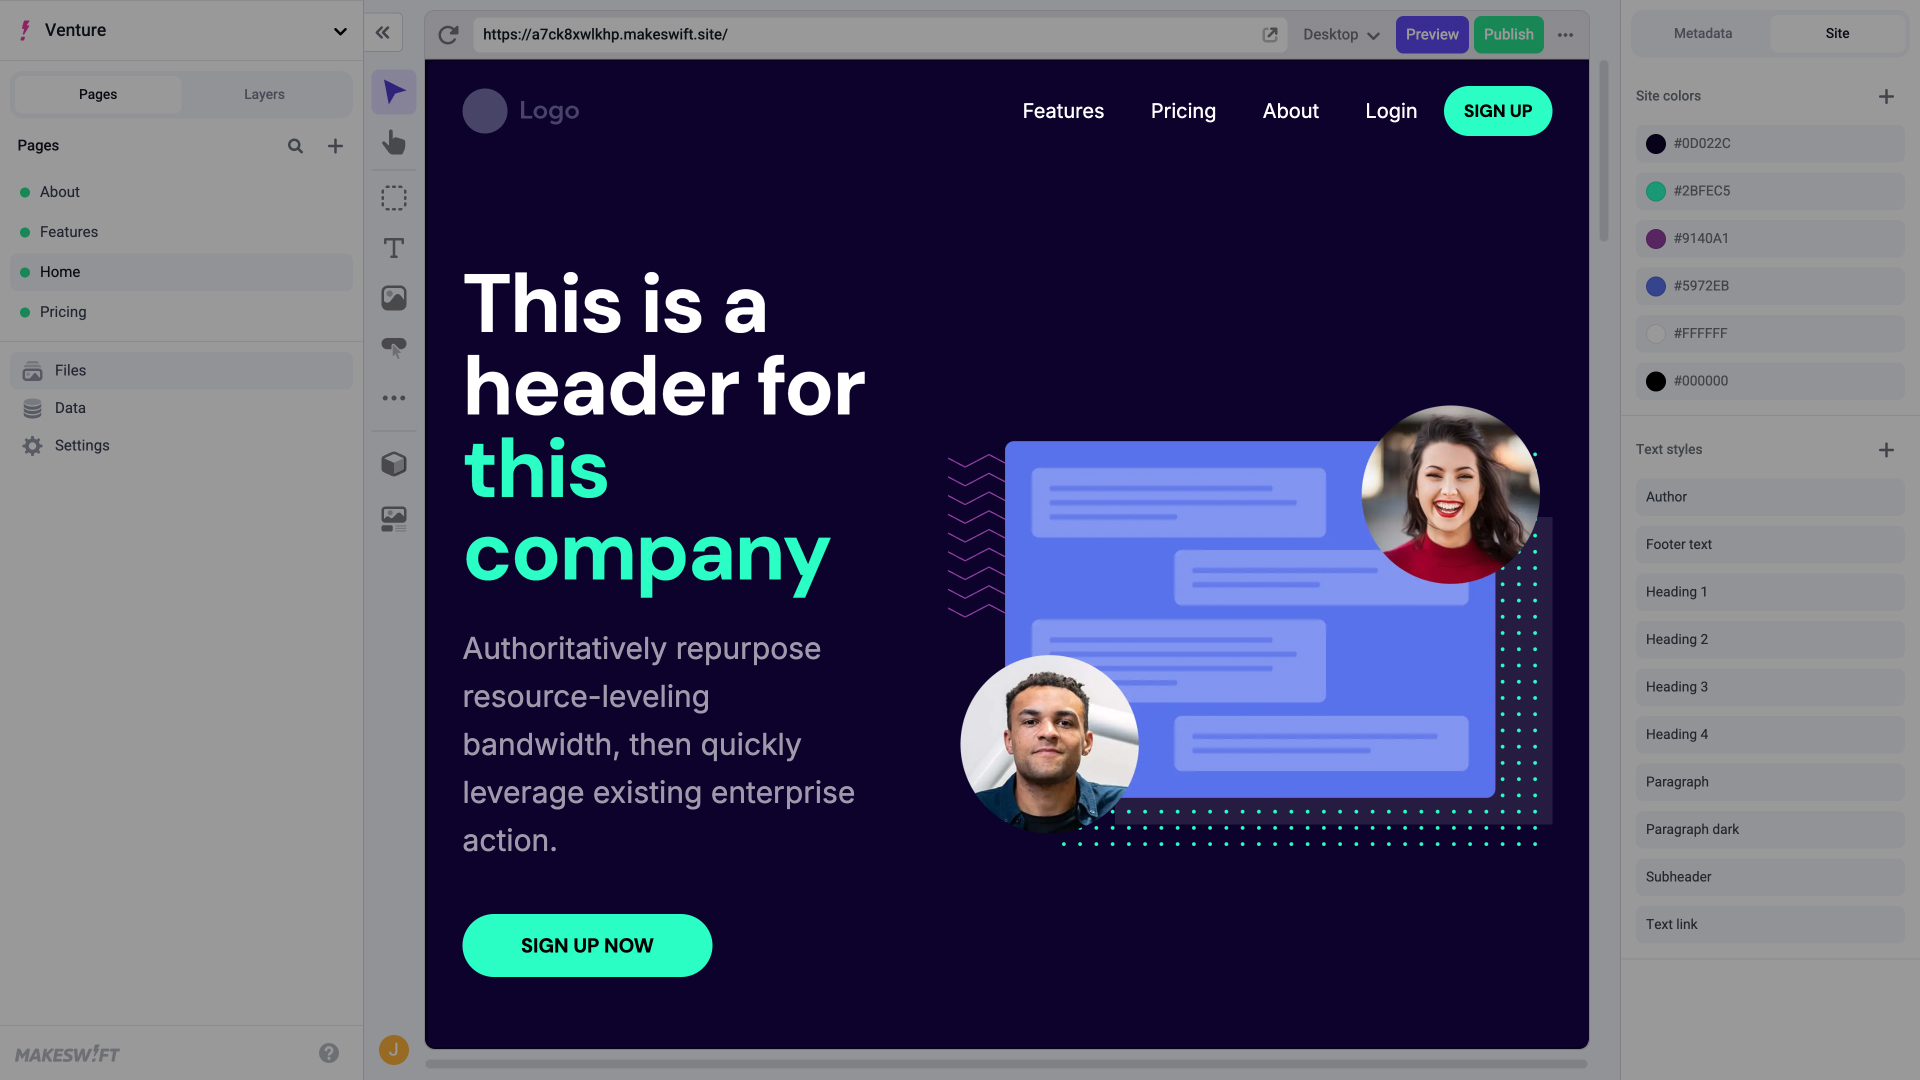 Venture
Pages
Layers
Pages
About
Features
Home
Pricing
Files
Data
Settings
MAKESWIFT
J
https://a7ck8xwlkhp.makeswift.site/
Desktop
Preview
Publish
Logo
Features
Pricing
About
Login
SIGN UP
This is a
header for
this
company
Authoritatively repurpose
resource-leveling
bandwidth, then quickly
leverage existing enterprise
action.
SIGN UP NOW
Metadata
Site
Site colors
#0D022C
#2BFEC5
#9140A1
#5972EB
#FFFFFF
#000000
Text styles
Author
Footer text
Heading 1
Heading 2
Heading 3
Heading 4
Paragraph
Paragraph dark
Subheader
Text link